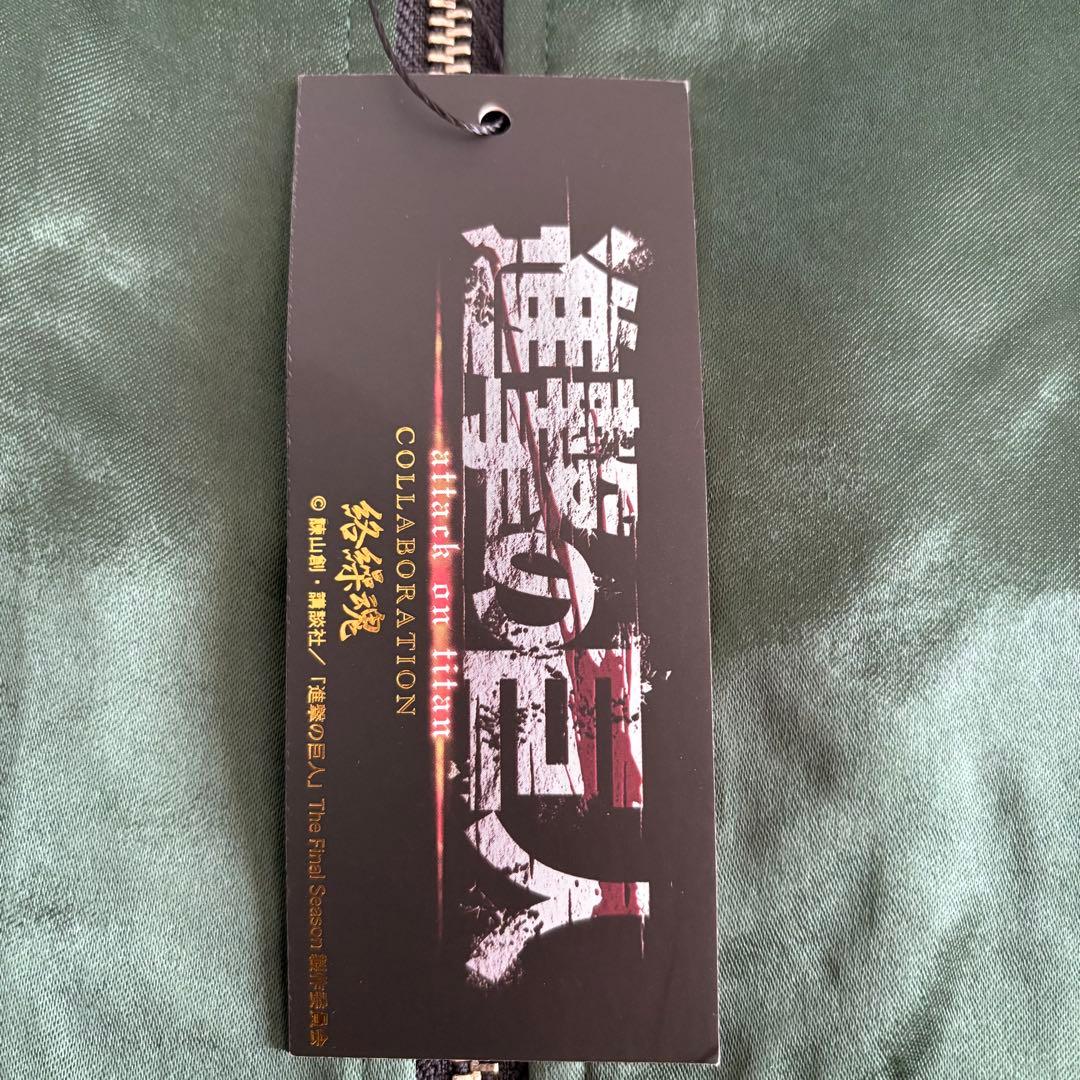 進撃の巨人
attack on titan
COLLABORATION
絡繰魂
© 諫山創・講談社／「進撃の巨人」The Final Season 製作委員会